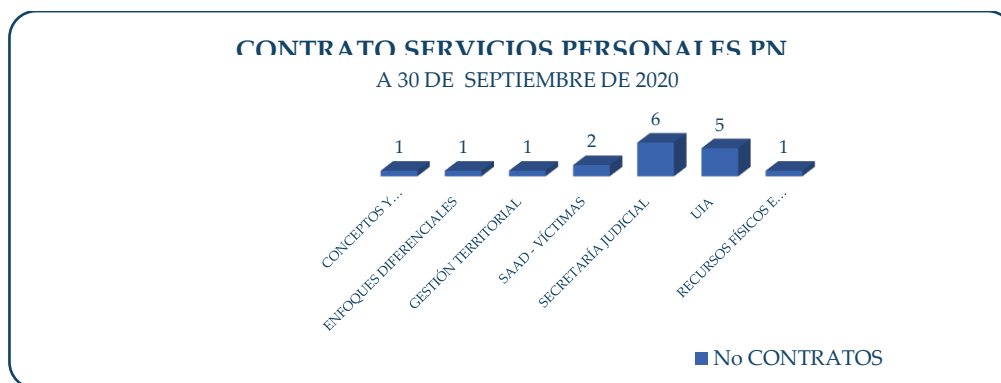 CONTRATO SERVICIOS PERSONALES PN
A 30 DE SEPTIEMBRE DE 2020
1
1
1
2
6
5
1
CONCEPTOS Y...
ENFOQUES DIFERENCIALES
GESTIÓN TERRITORIAL
SAAD - VÍCTIMAS
SECRETARÍA JUDICIAL
UIA
RECURSOS FÍSICOS E...
No CONTRATOS